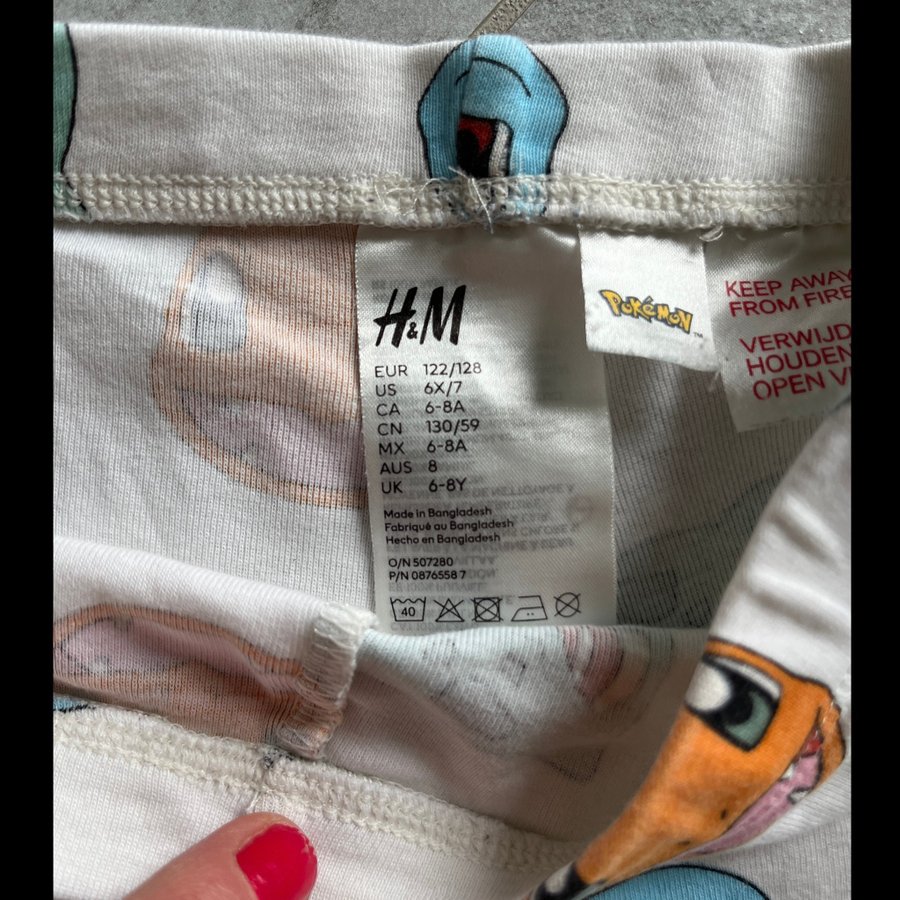 H&M
EUR 122/128
US 6X/7
CA 6-8A
CN 130/59
MX 6-8A
AUS 8
UK 6-8Y
Made in Bangladesh
Fabriqué au Bangladesh
Hecho en Bangladesh
O/N 507280
P/N 0876558 7
40
POKéMON™
KEEP AWAY
FROM FIRE
VERWIJD
HOUDEN
OPEN V